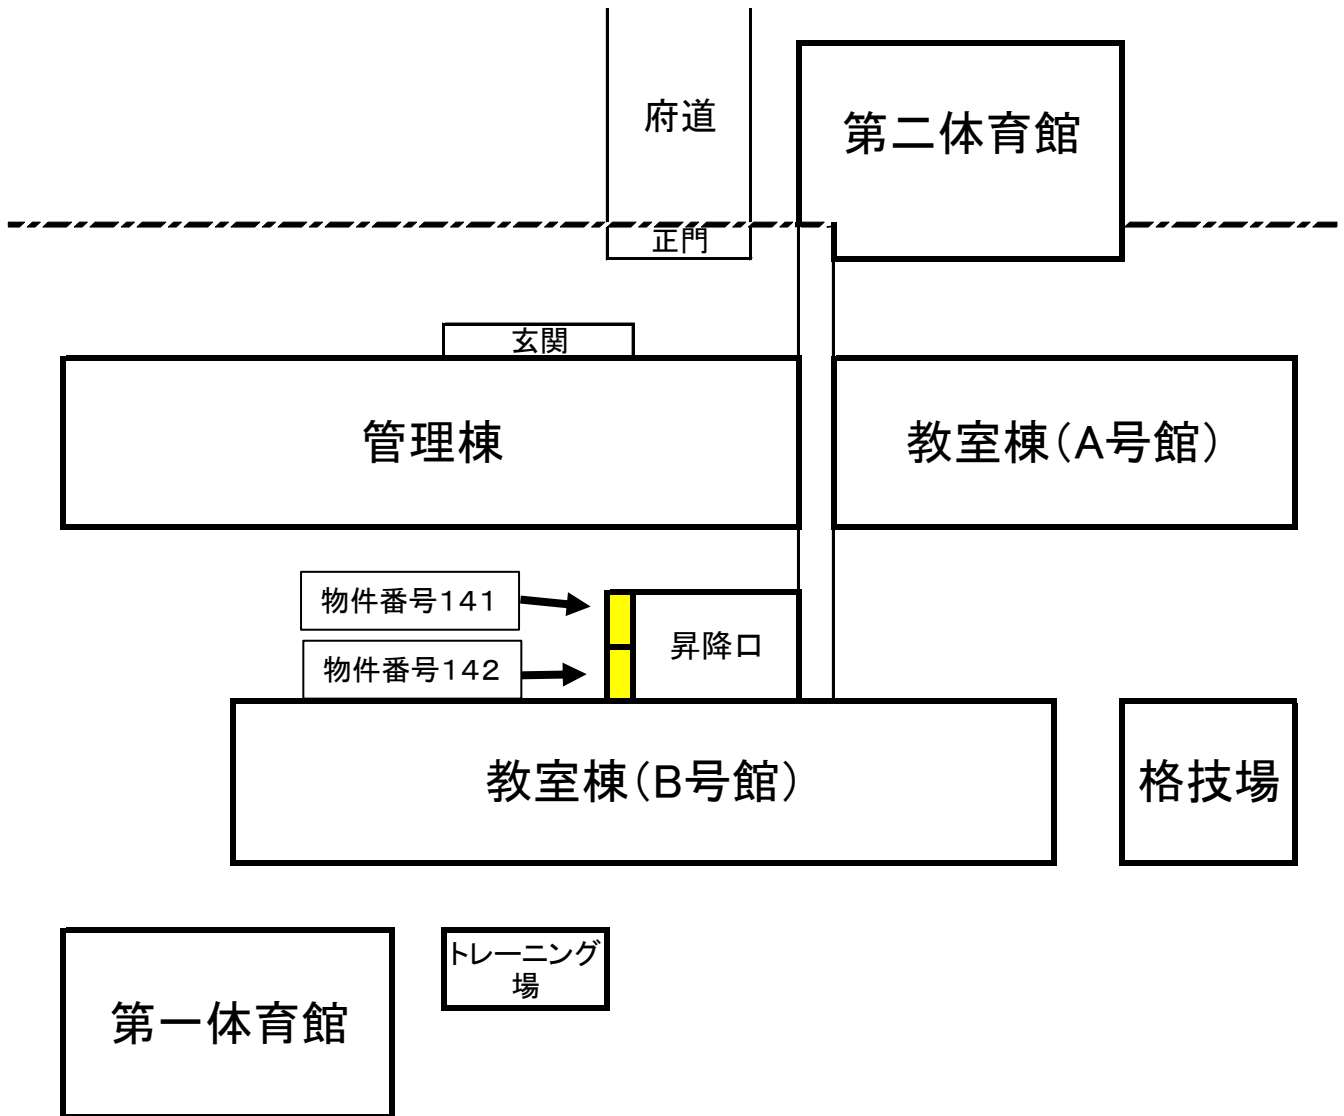 府道
第二体育館
正門
玄関
管理棟
教室棟（A号館）
物件番号141
昇降口
物件番号142
教室棟（B号館）
格技場
トレーニング
場
第一体育館